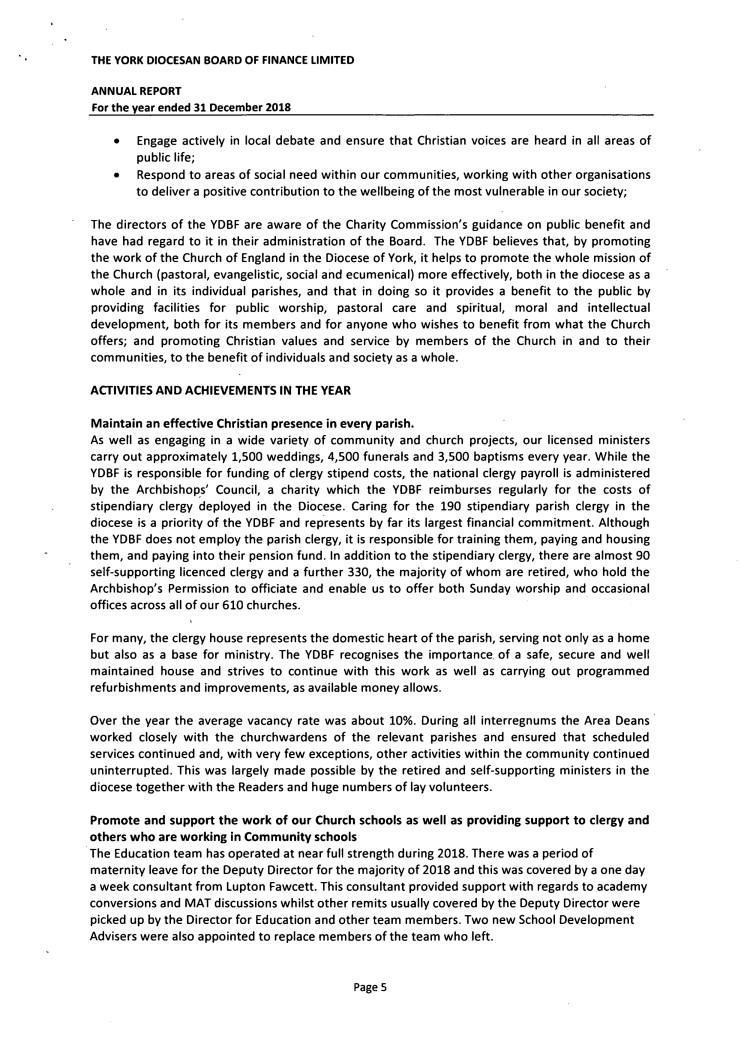 THE YORK DIOCESAN BOARD OF FINANCE LIMITED
ANNUAL REPORT
For the year ended 31 December 2018
• Engage actively in local debate and ensure that Christian voices are heard in all areas of
public life;
• Respond to areas of social need within our communities, working with other organisations
to deliver a positive contribution to the wellbeing of the most vulnerable in our society;
The directors of the YDBF are aware of the Charity Commission's guidance on public benefit and
have had regard to it in their administration of the Board. The YDBF believes that, by promoting
the work of the Church of England in the Diocese of York, it helps to promote the whole mission of
the Church (pastoral, evangelistic, social and ecumenical) more effectively, both in the diocese as a
whole and in its individual parishes, and that in doing so it provides a benefit to the public by
providing facilities for public worship, pastoral care and spiritual, moral and intellectual
development, both for its members and for anyone who wishes to benefit from what the Church
offers; and promoting Christian values and service by members of the Church in and to their
communities, to the benefit of individuals and society as a whole.
ACTIVITIES AND ACHIEVEMENTS IN THE YEAR
Maintain an effective Christian presence in every parish.
As well as engaging in a wide variety of community and church projects, our licensed ministers
carry out approximately 1,500 weddings, 4,500 funerals and 3,500 baptisms every year. While the
YDBF is responsible for funding of clergy stipend costs, the national clergy payroll is administered
by the Archbishops' Council, a charity which the YDBF reimburses regularly for the costs of
stipendiary clergy deployed in the Diocese. Caring for the 190 stipendiary parish clergy in the
diocese is a priority of the YDBF and represents by far its largest financial commitment. Although
the YDBF does not employ the parish clergy, it is responsible for training them, paying and housing
them, and paying into their pension fund. In addition to the stipendiary clergy, there are almost 90
self-supporting licenced clergy and a further 330, the majority of whom are retired, who hold the
Archbishop's Permission to officiate and enable us to offer both Sunday worship and occasional
offices across all of our 610 churches.
For many, the clergy house represents the domestic heart of the parish, serving not only as a home
but also as a base for ministry. The YDBF recognises the importance of a safe, secure and well
maintained house and strives to continue with this work as well as carrying out programmed
refurbishments and improvements, as available money allows.
Over the year the average vacancy rate was about 10%. During all interregnums the Area Deans
worked closely with the churchwardens of the relevant parishes and ensured that scheduled
services continued and, with very few exceptions, other activities within the community continued
uninterrupted. This was largely made possible by the retired and self-supporting ministers in the
diocese together with the Readers and huge numbers of lay volunteers.
Promote and support the work of our Church schools as well as providing support to clergy and
others who are working in Community schools
The Education team has operated at near full strength during 2018. There was a period of
maternity leave for the Deputy Director for the majority of 2018 and this was covered by a one day
a week consultant from Lupton Fawcett. This consultant provided support with regards to academy
conversions and MAT discussions whilst other remits usually covered by the Deputy Director were
picked up by the Director for Education and other team members. Two new School Development
Advisers were also appointed to replace members of the team who left.
Page 5